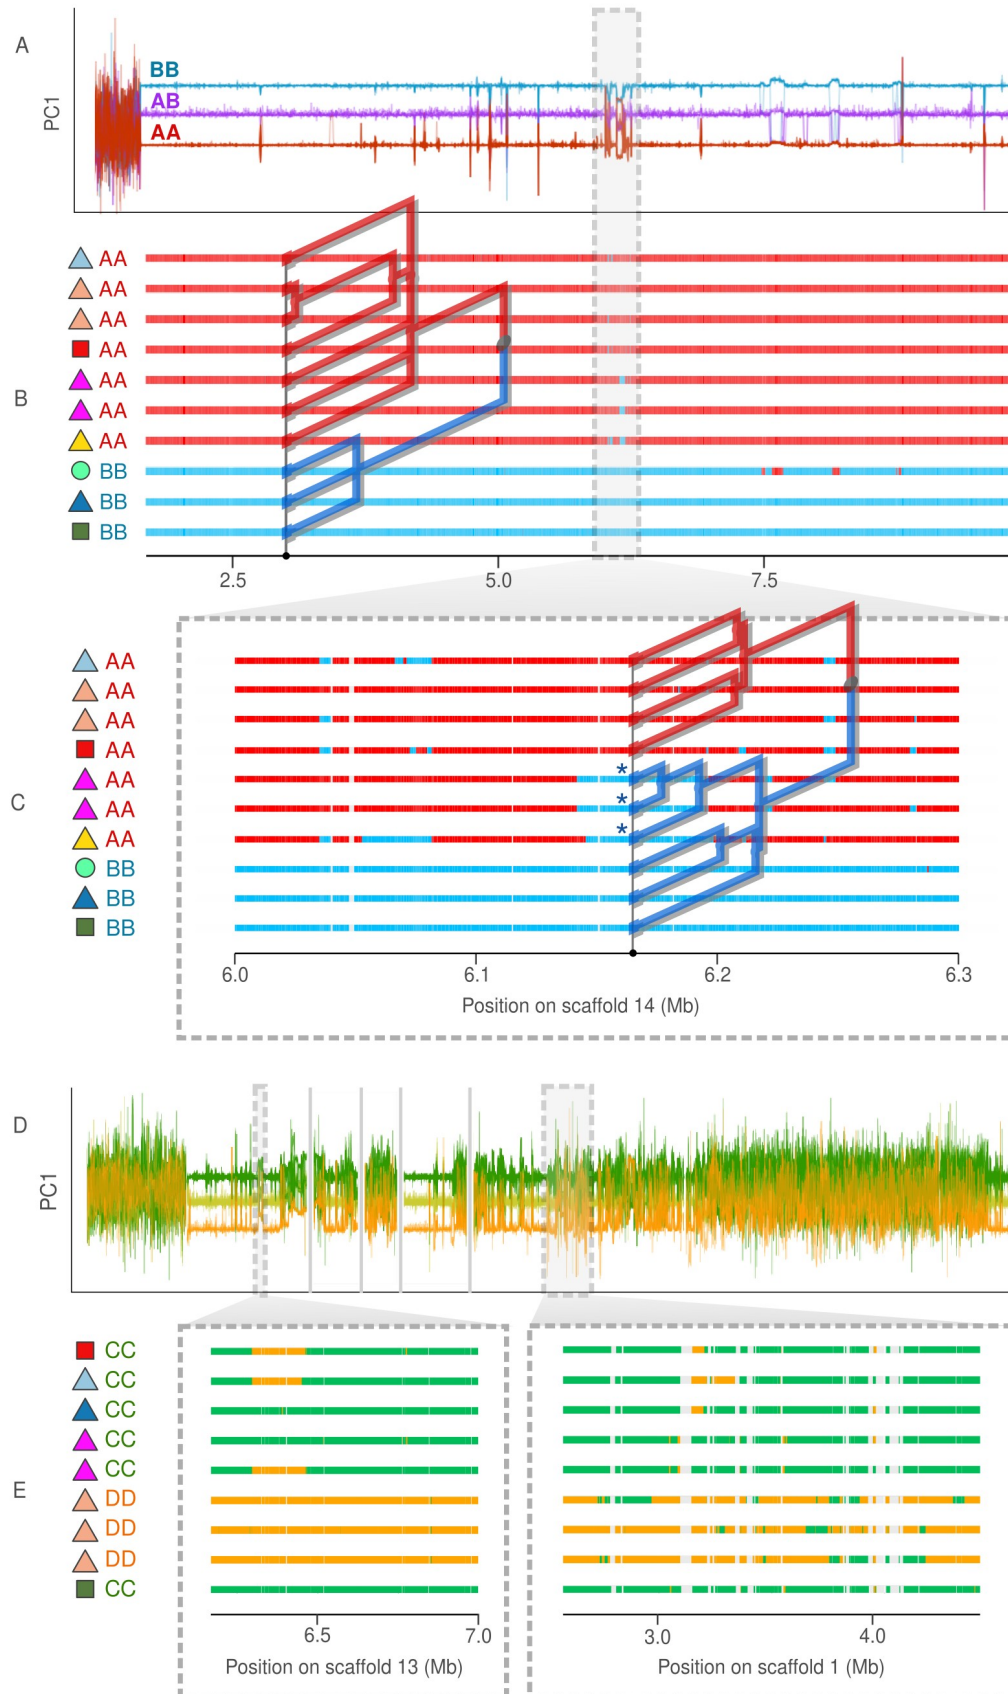 A
PC1
BB
AB
AA
B
AA
AA
AA
AA
AA
AA
AA
BB
BB
BB
2.5 5.0 7.5
C
AA
AA
AA
AA
AA *
AA *
AA *
BB
BB
BB
6.0 6.1 6.2 6.3
Position on scaffold 14 (Mb)
D
PC1
E
CC
CC
CC
CC
CC
DD
DD
DD
CC
6.5 7.0 3.0 4.0
Position on scaffold 13 (Mb) Position on scaffold 1 (Mb)